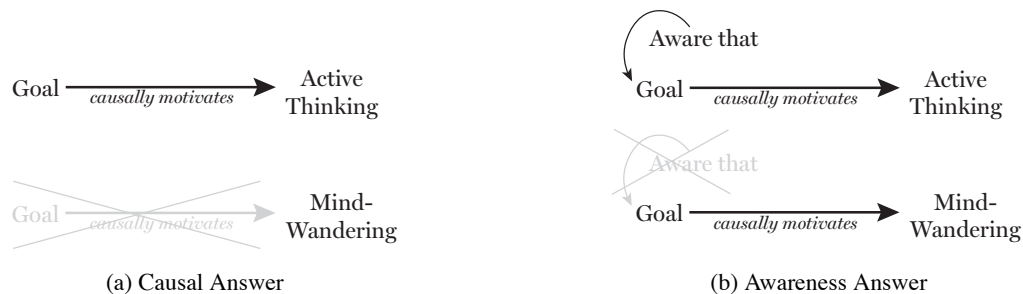 Goal
causally motivates
Active
Thinking
Goal
causally motivates
Mind-
Wandering
(a) Causal Answer
Aware that
Goal
causally motivates
Active
Thinking
Aware that
Goal
causally motivates
Mind-
Wandering
(b) Awareness Answer